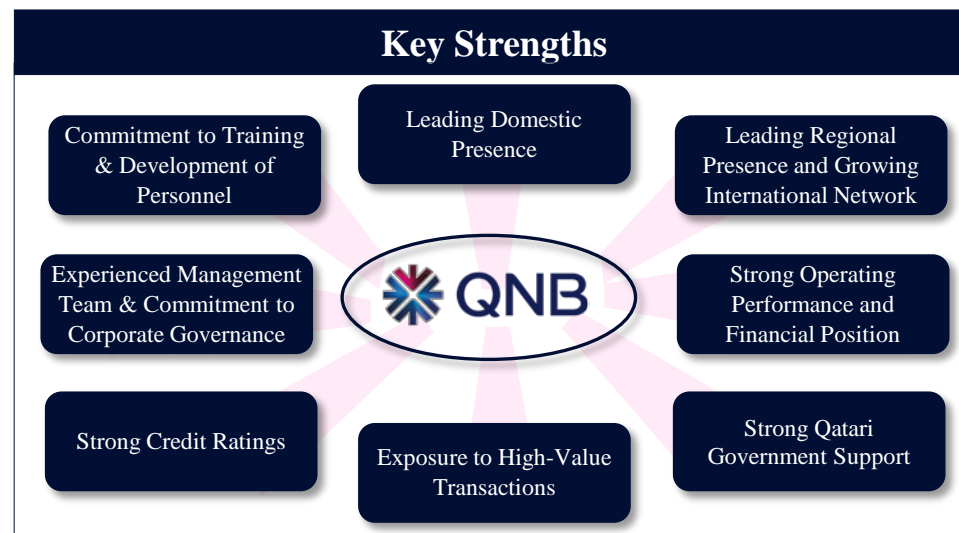 Key Strengths
Leading Domestic
Presence
Commitment to Training
& Development of
Personnel
Leading Regional
Presence and Growing
International Network
Experienced Management
Team & Commitment to
Corporate Governance
QNB
Strong Operating
Performance and
Financial Position
Strong Credit Ratings
Exposure to High-Value
Transactions
Strong Qatari
Government Support